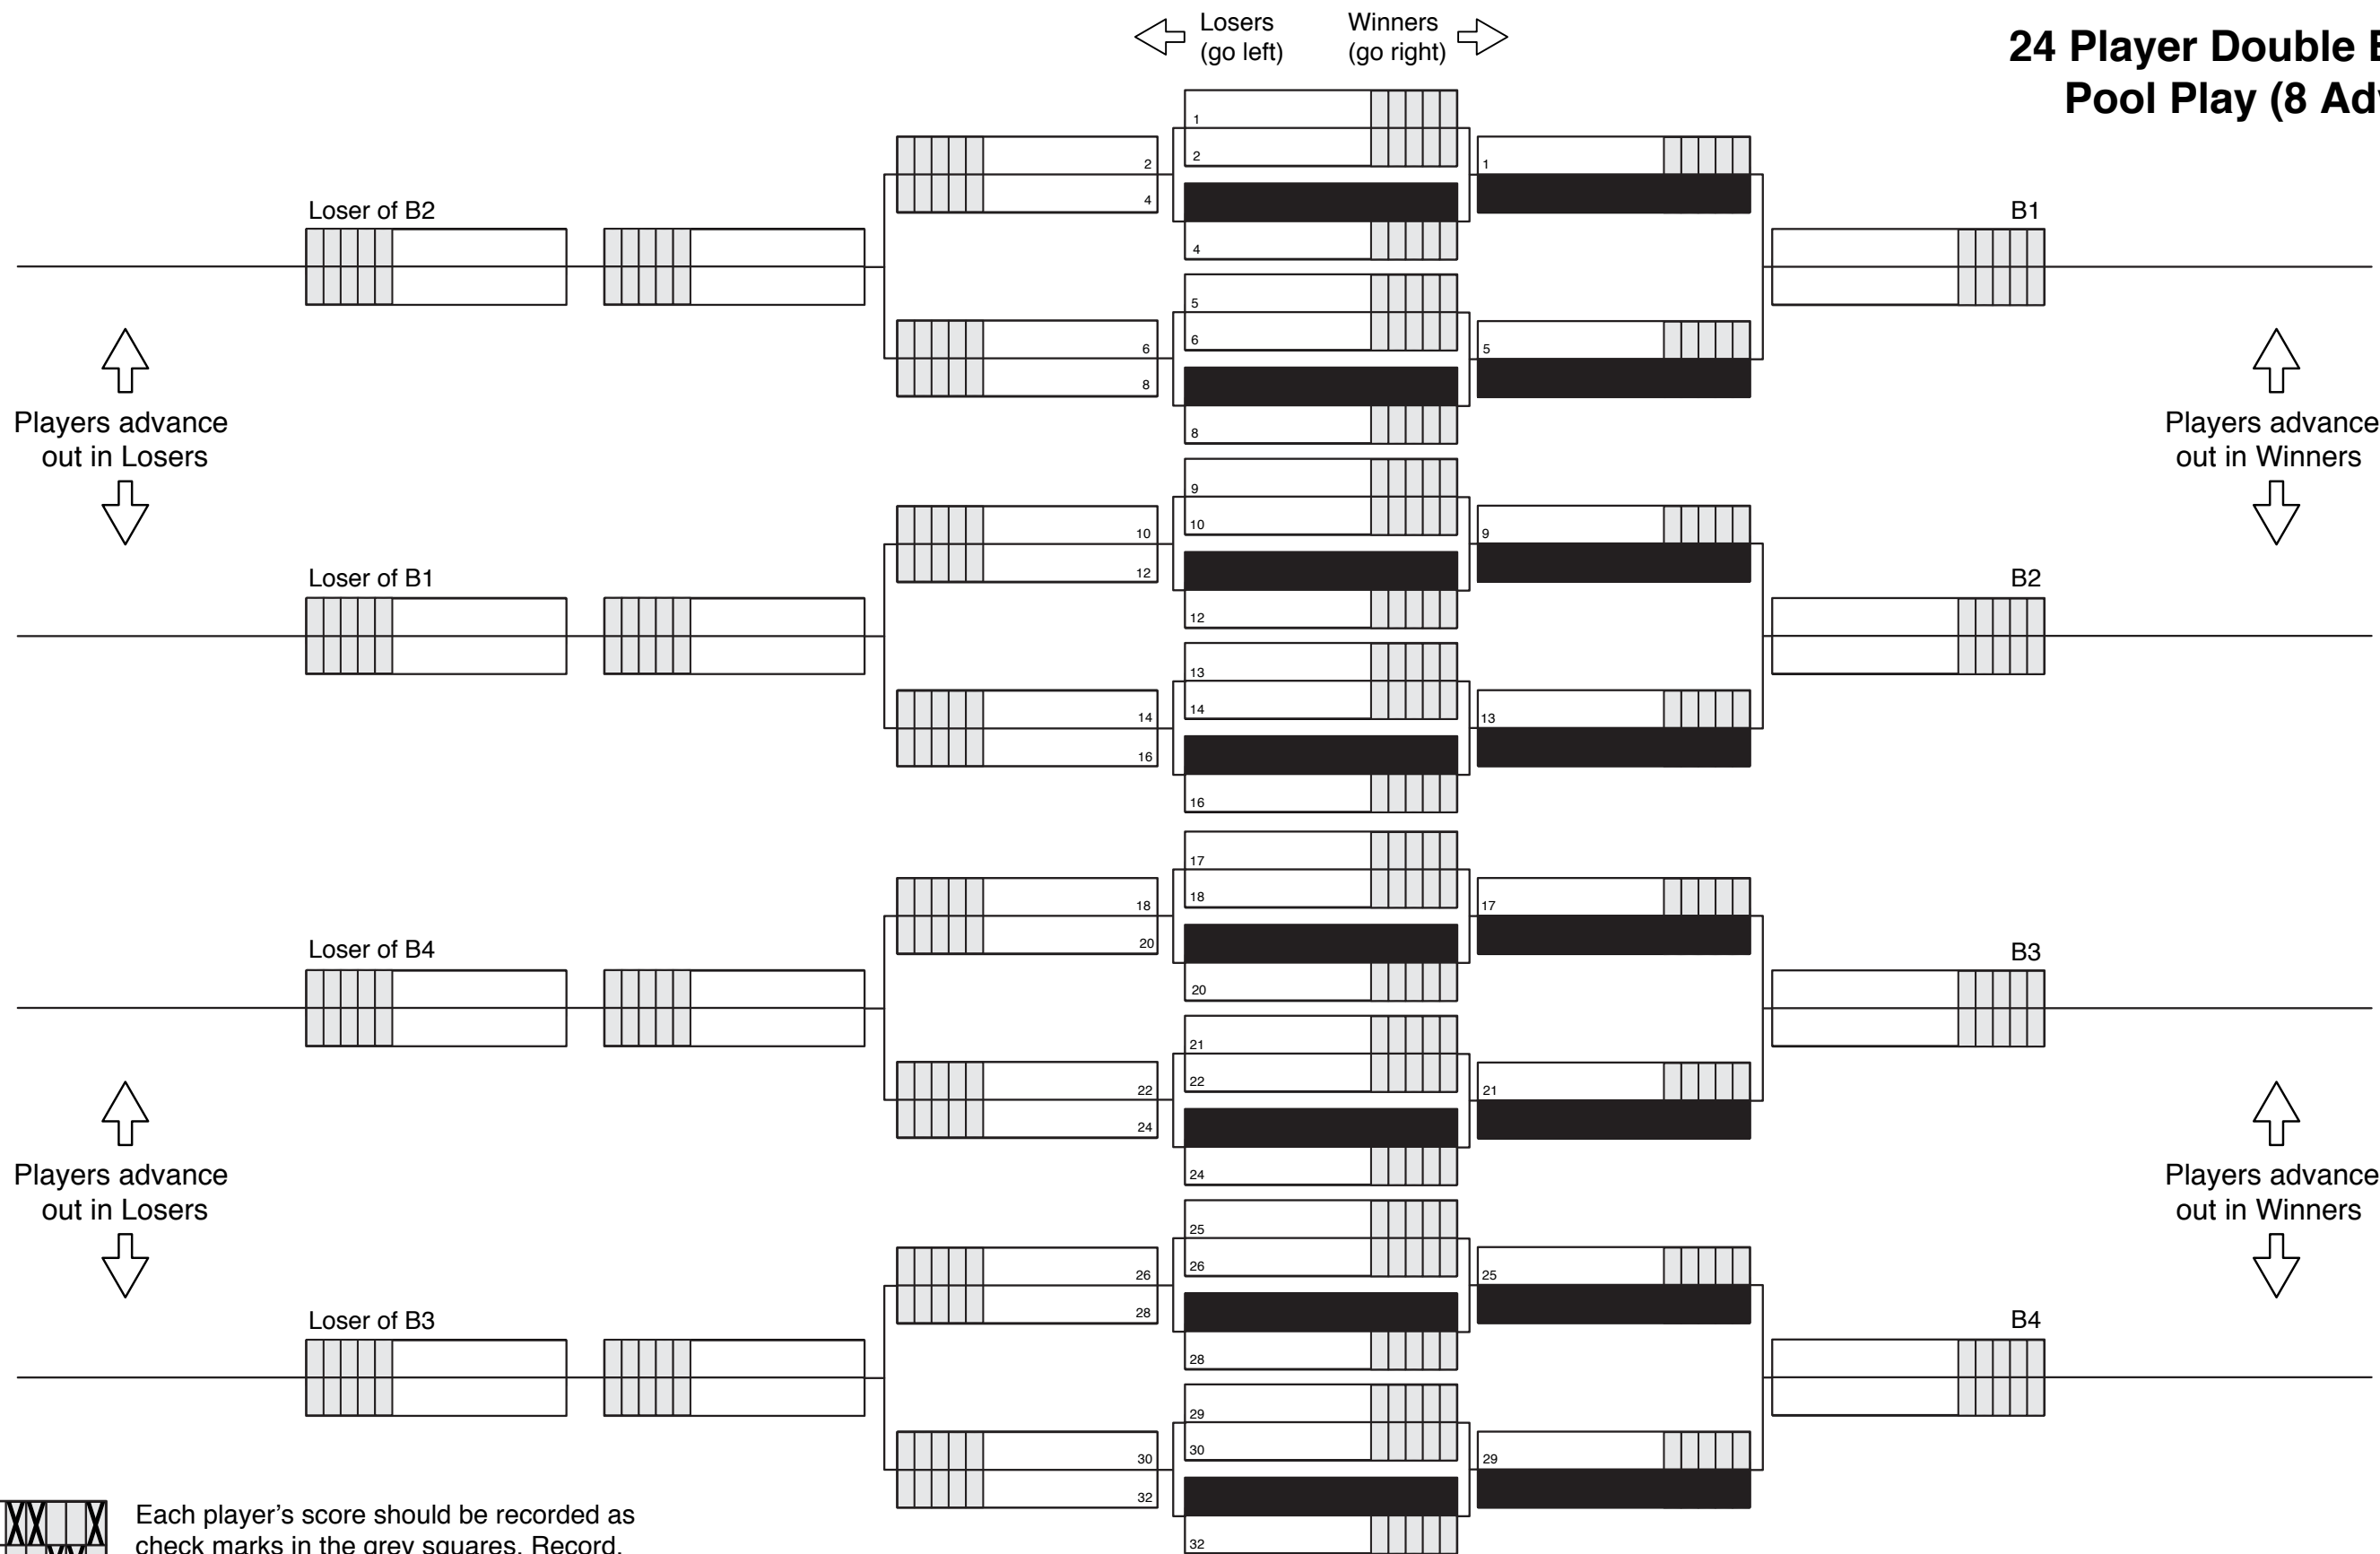 Losers
(go left)
Winners
(go right)
24 Player Double
Pool Play (8
1
2
2
1
4
4
Loser of B2
B1
5
6
6
5
8
8
Players advance
out in Losers
Players advance
out in Winners
9
10
10
9
12
12
Loser of B1
B2
13
14
14
13
16
16
17
18
18
17
20
20
Loser of B4
B3
21
22
22
21
24
24
Players advance
out in Losers
Players advance
out in Winners
25
26
26
25
28
28
Loser of B3
B4
29
30
30
29
32
32
Each player’s score should be recorded as
check marks in the grey squares. Record,